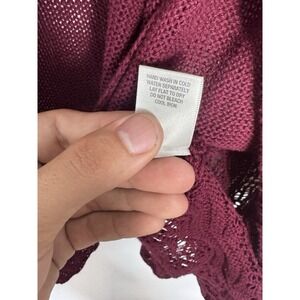 HAND WASH IN COLD
WATER SEPARATELY
LAY FLAT TO DRY
DO NOT BLEACH
COOL IRON